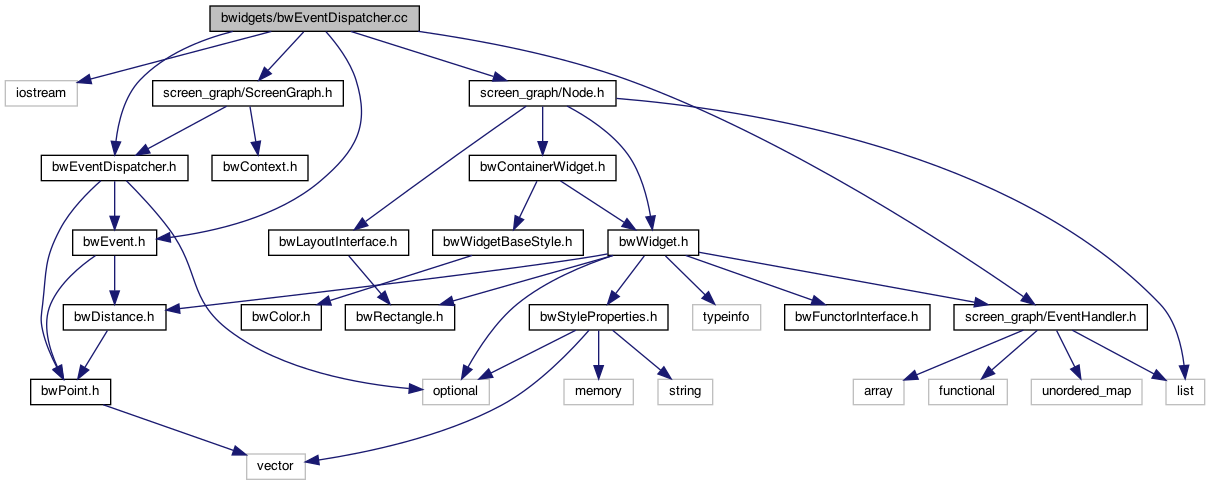 bwidgets/bwEventDispatcher.cc
iostream
screen_graph/ScreenGraph.h
screen_graph/Node.h
bwEventDispatcher.h
bwContext.h
bwContainerWidget.h
bwEvent.h
bwLayoutInterface.h
bwWidgetBaseStyle.h
bwWidget.h
bwDistance.h
bwColor.h
bwRectangle.h
bwStyleProperties.h
typeinfo
bwFunctorInterface.h
screen_graph/EventHandler.h
bwPoint.h
optional
memory
string
array
functional
unordered_map
list
vector